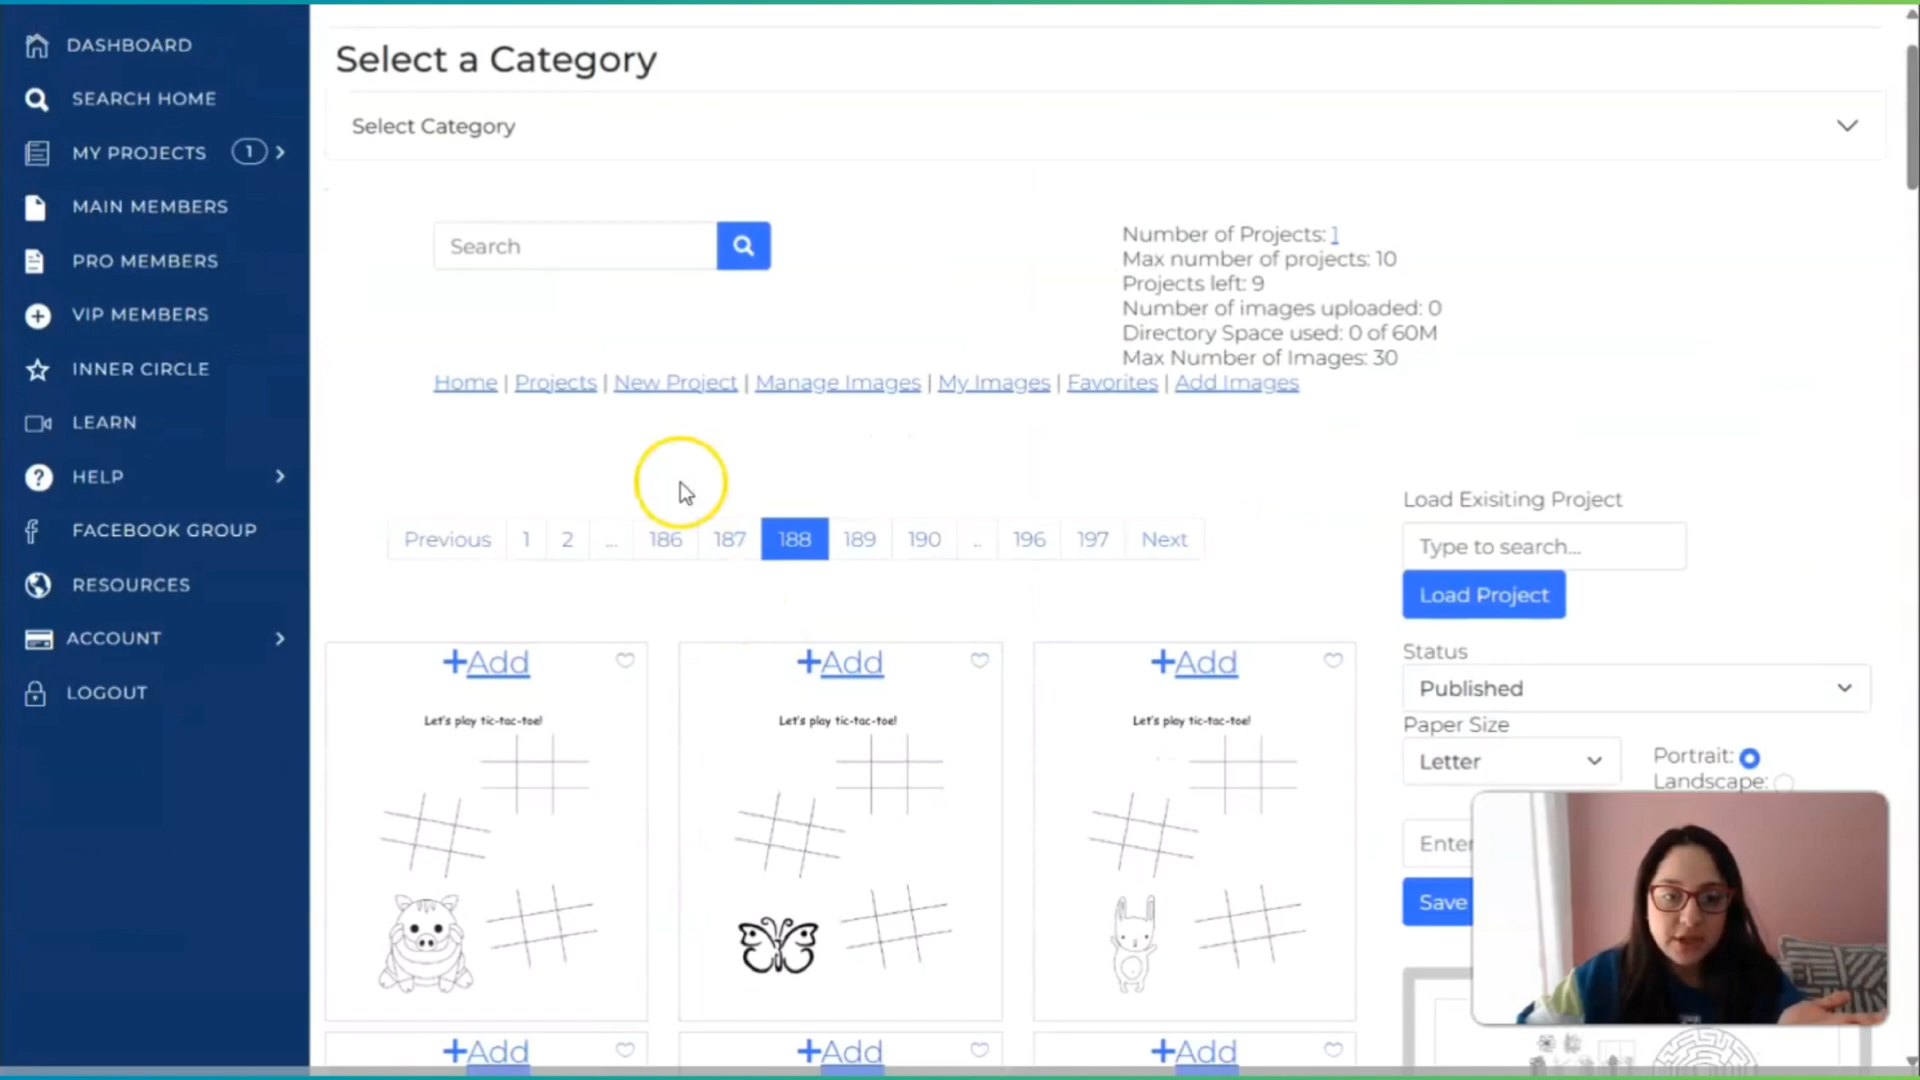 DASHBOARD
SEARCH HOME
MY PROJECTS 1
MAIN MEMBERS
PRO MEMBERS
VIP MEMBERS
INNER CIRCLE
LEARN
HELP
FACEBOOK GROUP
RESOURCES
ACCOUNT
LOGOUT
Select a Category
Select Category
Search
Number of Projects: 1
Max number of projects: 10
Projects left: 9
Number of images uploaded: 0
Directory Space used: 0 of 60M
Max Number of Images: 30
Home | Projects | New Project | Manage Images | My Images | Favorites | Add Images
Previous 1 2 ... 186 187 188 189 190 .. 196 197 Next
Load Exisiting Project
Type to search...
Load Project
Status
Published
Paper Size
Letter
Portrait:
Landscape:
Enter
Save
+Add
Let's play tic-tac-toe!
+Add
Let's play tic-tac-toe!
+Add
Let's play tic-tac-toe!
+Add
+Add
+Add